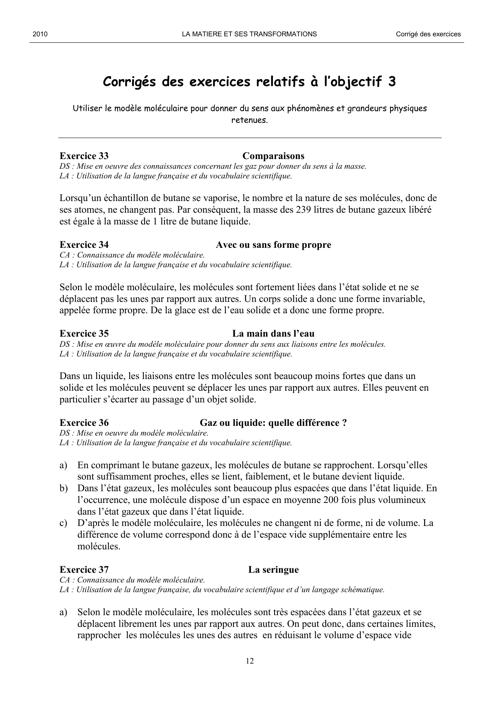 2010 LA MATIERE ET SES TRANSFORMATIONS Corrigé des exercices
Corrigés des exercices relatifs à l'objectif 3
Utiliser le modèle moléculaire pour donner du sens aux phénomènes et grandeurs physiques
retenues.
Exercice 33 Comparaisons
DS : Mise en oeuvre des connaissances concernant les gaz pour donner du sens à la masse.
LA : Utilisation de la langue française et du vocabulaire scientifique.
Lorsqu'un échantillon de butane se vaporise, le nombre et la nature de ses molécules, donc de
ses atomes, ne changent pas. Par conséquent, la masse des 239 litres de butane gazeux libéré
est égale à la masse de 1 litre de butane liquide.
Exercice 34 Avec ou sans forme propre
CA : Connaissance du modèle moléculaire.
LA : Utilisation de la langue française et du vocabulaire scientifique.
Selon le modèle moléculaire, les molécules sont fortement liées dans l'état solide et ne se
déplacent pas les unes par rapport aux autres. Un corps solide a donc une forme invariable,
appelée forme propre. De la glace est de l'eau solide et a donc une forme propre.
Exercice 35 La main dans l'eau
DS : Mise en œuvre du modèle moléculaire pour donner du sens aux liaisons entre les molécules.
LA : Utilisation de la langue française et du vocabulaire scientifique.
Dans un liquide, les liaisons entre les molécules sont beaucoup moins fortes que dans un
solide et les molécules peuvent se déplacer les unes par rapport aux autres. Elles peuvent en
particulier s'écarter au passage d'un objet solide.
Exercice 36 Gaz ou liquide: quelle différence ?
DS : Mise en oeuvre du modèle moléculaire.
LA : Utilisation de la langue française et du vocabulaire scientifique.
a) En comprimant le butane gazeux, les molécules de butane se rapprochent. Lorsqu'elles
sont suffisamment proches, elles se lient, faiblement, et le butane devient liquide.
b) Dans l'état gazeux, les molécules sont beaucoup plus espacées que dans l'état liquide. En
l'occurrence, une molécule dispose d'un espace en moyenne 200 fois plus volumineux
dans l'état gazeux que dans l'état liquide.
c) D'après le modèle moléculaire, les molécules ne changent ni de forme, ni de volume. La
différence de volume correspond donc à de l'espace vide supplémentaire entre les
molécules.
Exercice 37 La seringue
CA : Connaissance du modèle moléculaire.
LA : Utilisation de la langue française, du vocabulaire scientifique et d'un langage schématique.
a) Selon le modèle moléculaire, les molécules sont très espacées dans l'état gazeux et se
déplacent librement les unes par rapport aux autres. On peut donc, dans certaines limites,
rapprocher les molécules les unes des autres en réduisant le volume d'espace vide
12